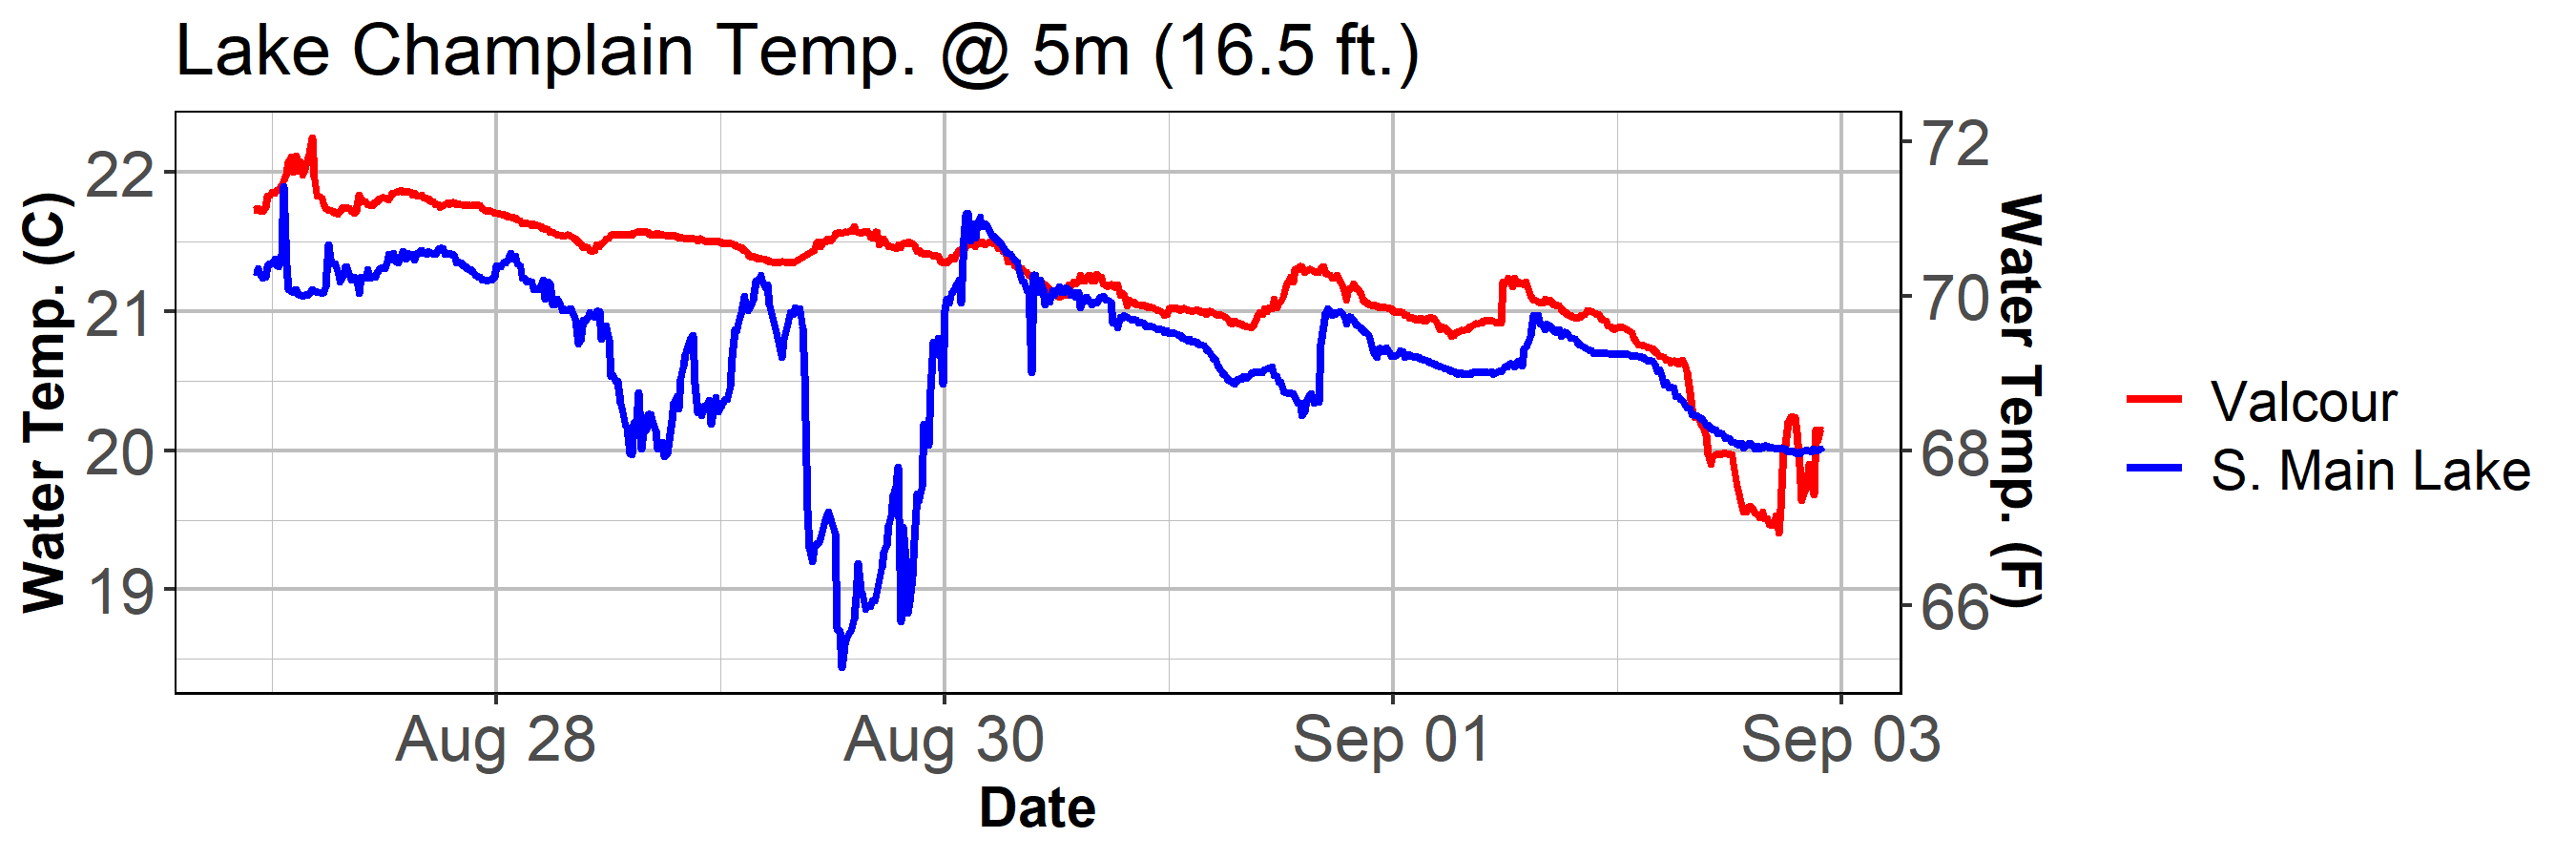 Lake Champlain Temp. @ 5m (16.5 ft.)
Water Temp. (C)
22
21
20
19
72
70
68
66
Water Temp. (F)
Aug 28
Aug 30
Sep 01
Sep 03
Date
Valcour
S. Main Lake